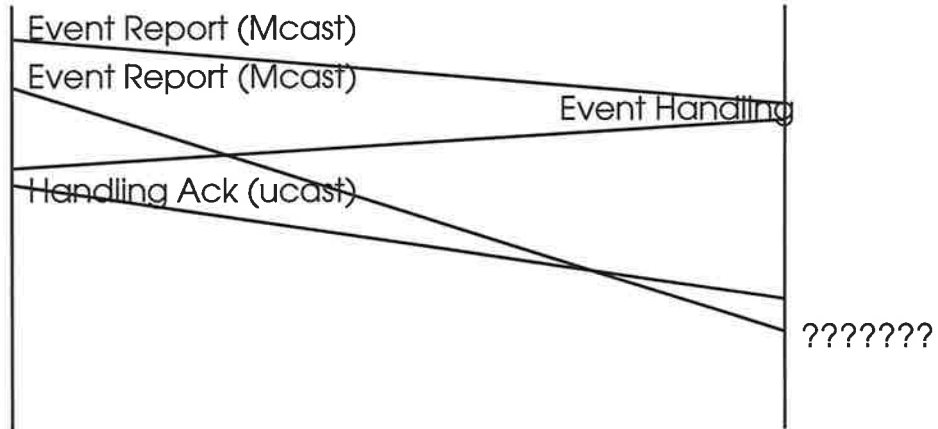 Event Report (Mcast)
Event Report (Mcast)
Event Handling
Handling Ack (ucast)
???????